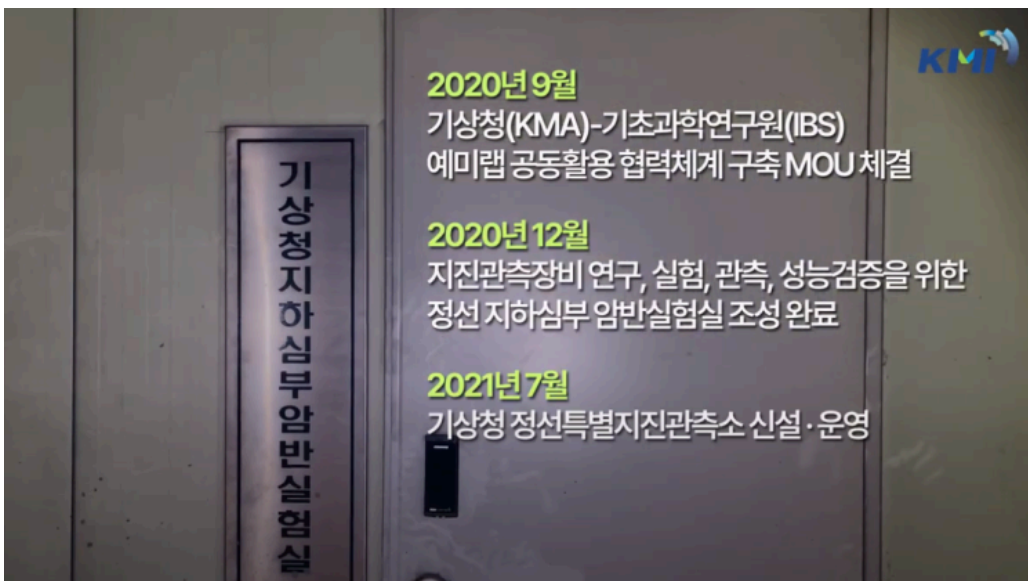 KMI
2020년 9월
기상청(KMA)-기초과학연구원(IBS)
예미랩 공동활용 협력체계 구축 MOU 체결
2020년 12월
지진관측장비 연구, 실험, 관측, 성능검증을 위한
정선 지하심부 암반실험실 조성 완료
2021년 7월
기상청 정선특별지진관측소 신설·운영
기상청지하심부암반실험실